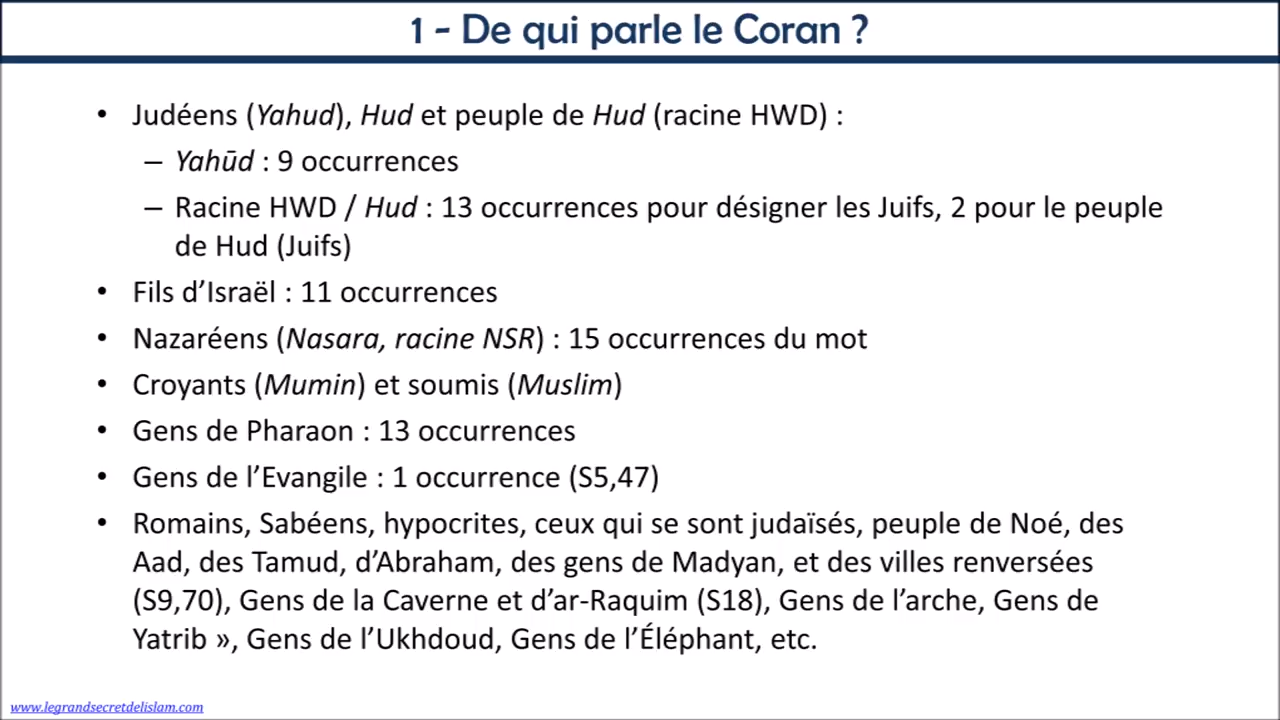 1 - De qui parle le Coran ?
• Judéens (Yahud), Hud et peuple de Hud (racine HWD) :
– Yahūd : 9 occurrences
– Racine HWD / Hud : 13 occurrences pour désigner les Juifs, 2 pour le peuple
de Hud (Juifs)
• Fils d’Israël : 11 occurrences
• Nazaréens (Nasara, racine NSR) : 15 occurrences du mot
• Croyants (Mumin) et soumis (Muslim)
• Gens de Pharaon : 13 occurrences
• Gens de l’Evangile : 1 occurrence (S5,47)
• Romains, Sabéens, hypocrites, ceux qui se sont judaïsés, peuple de Noé, des
Aad, des Tamud, d’Abraham, des gens de Madyan, et des villes renversées
(S9,70), Gens de la Caverne et d’ar-Raquim (S18), Gens de l’arche, Gens de
Yatrib », Gens de l’Ukhdoud, Gens de l’Éléphant, etc.
www.legrandsecretdelislam.com